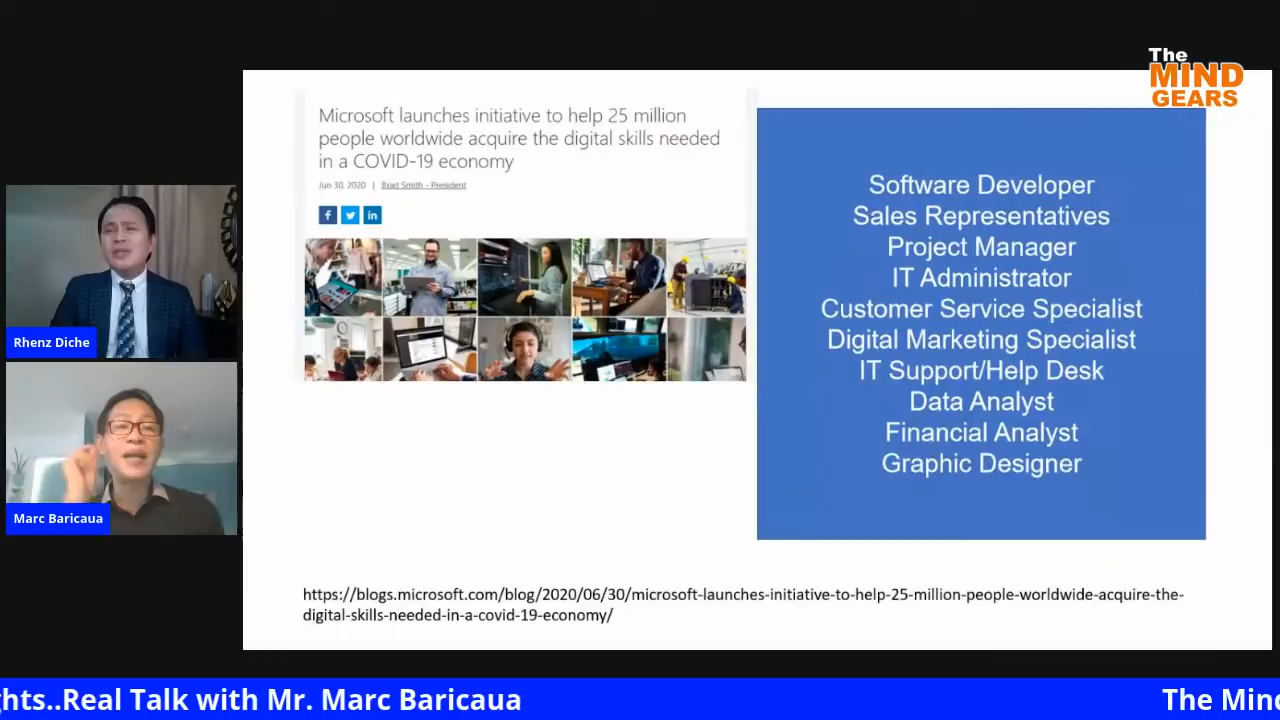 The
MIND
GEARS
Microsoft launches initiative to help 25 million
people worldwide acquire the digital skills needed
in a COVID-19 economy
Jun 30, 2020 | Brad Smith - President
Software Developer
Sales Representatives
Project Manager
IT Administrator
Customer Service Specialist
Digital Marketing Specialist
IT Support/Help Desk
Data Analyst
Financial Analyst
Graphic Designer
Rhenz Diche
Marc Baricaua
https://blogs.microsoft.com/blog/2020/06/30/microsoft-launches-initiative-to-help-25-million-people-worldwide-acquire-the-
digital-skills-needed-in-a-covid-19-economy/
ghts..Real Talk with Mr. Marc Baricaua
The Mind